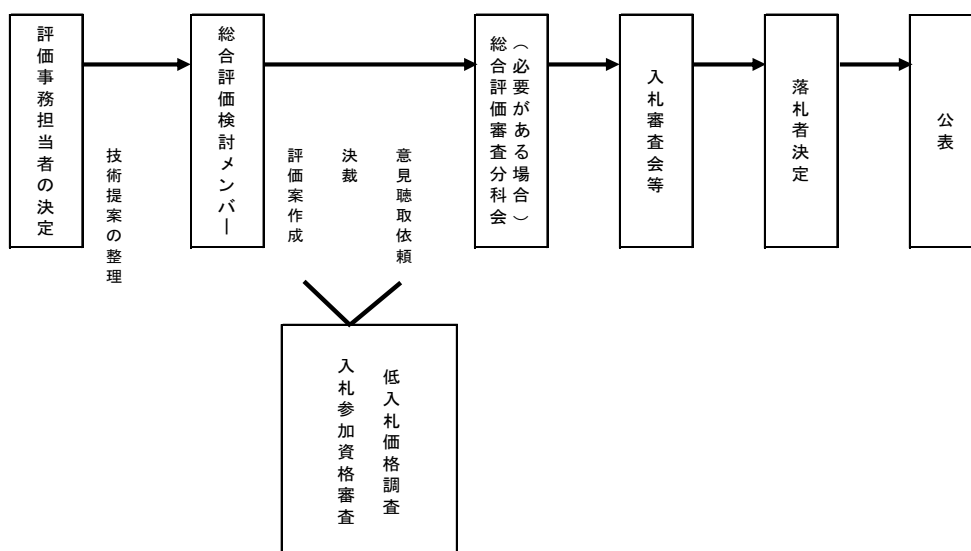 評価事務担当者の決定
技術提案の整理
総合評価検討メンバー
評価案作成
決裁
意見聴取依頼
総合評価審査分科会
（必要がある場合）
入札審査会等
落札者決定
公表
入札参加資格審査
低入札価格調査